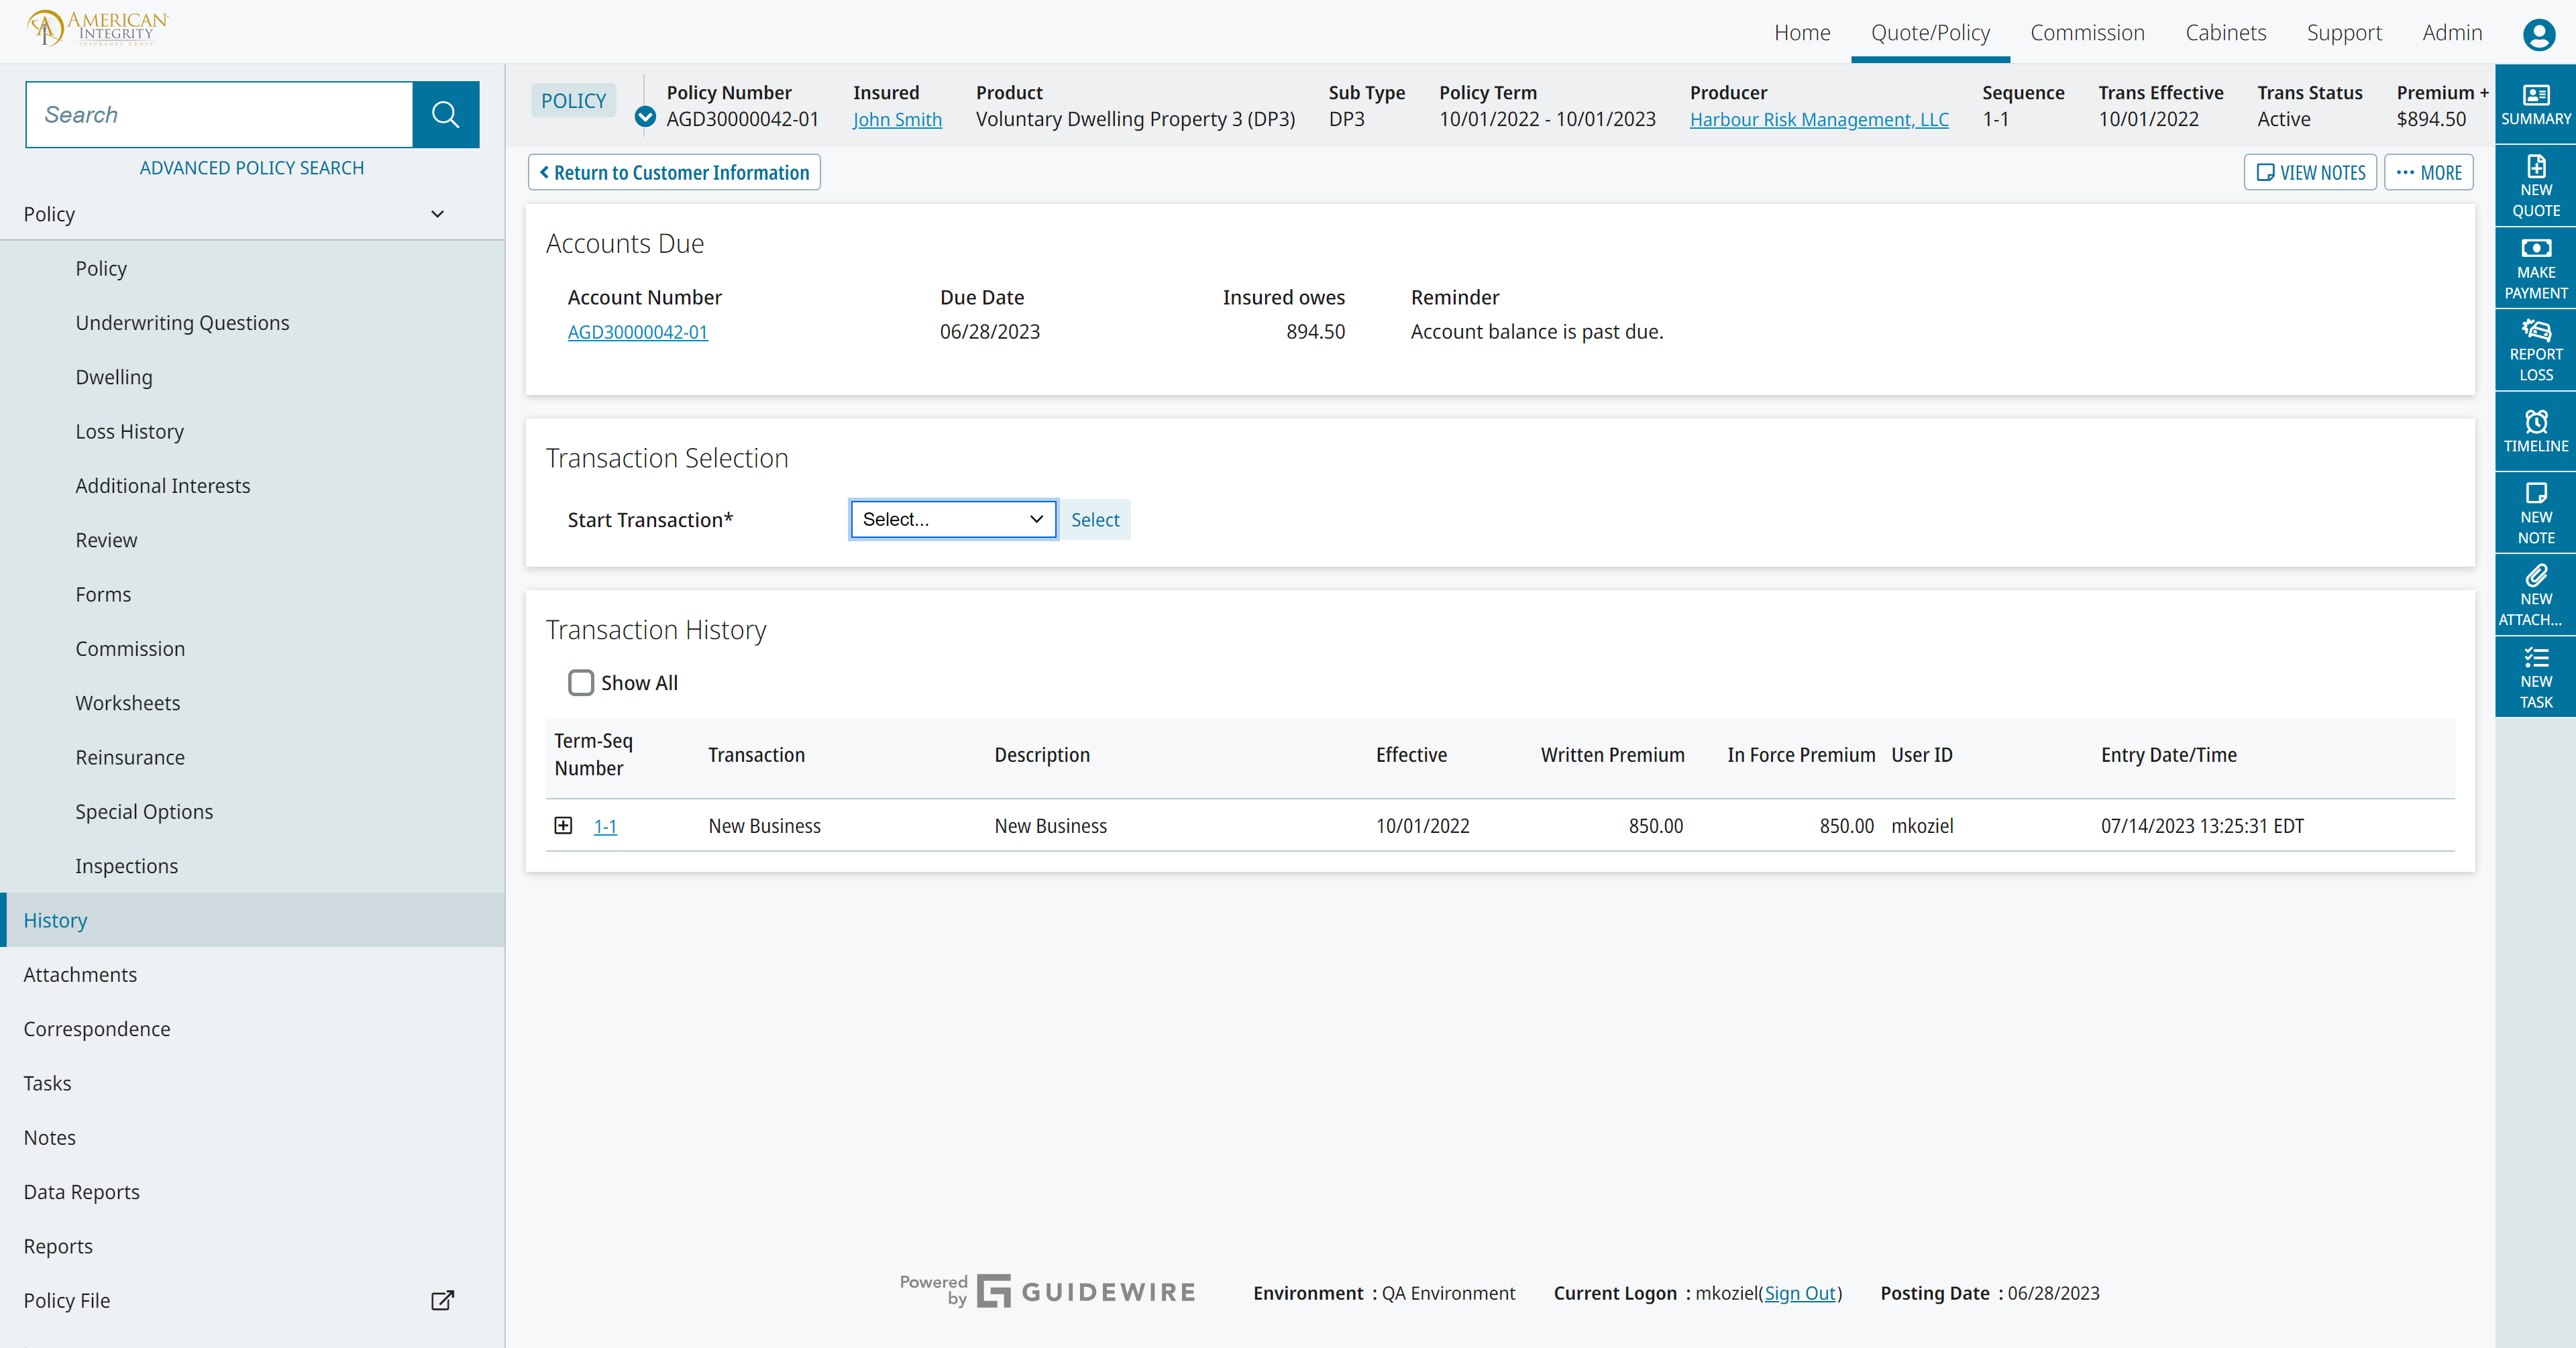 AMERICAN
INTEGRITY
INSURANCE GROUP
Home
Quote/Policy
Commission
Cabinets
Support
Admin
Search
ADVANCED POLICY SEARCH
Policy
Policy
Underwriting Questions
Dwelling
Loss History
Additional Interests
Review
Forms
Commission
Worksheets
Reinsurance
Special Options
Inspections
History
Attachments
Correspondence
Tasks
Notes
Data Reports
Reports
Policy File
POLICY
Policy Number Insured Product Sub Type Policy Term Producer Sequence Trans Effective Trans Status Premium +
AGD30000042-01 John Smith Voluntary Dwelling Property 3 (DP3) DP3 10/01/2022 - 10/01/2023 Harbour Risk Management, LLC 1-1 10/01/2022 Active $894.50
Return to Customer Information
VIEW NOTES
MORE
Accounts Due
Account Number Due Date Insured owes Reminder
AGD30000042-01 06/28/2023 894.50 Account balance is past due.
Transaction Selection
Start Transaction* Select... Select
Transaction History
Show All
Term-Seq
Number
Transaction Description Effective Written Premium In Force Premium User ID Entry Date/Time
1-1 New Business New Business 10/01/2022 850.00 850.00 mkoziel 07/14/2023 13:25:31 EDT
Powered
by
GUIDEWIRE
Environment : QA Environment Current Logon : mkoziel(Sign Out) Posting Date : 06/28/2023
SUMMARY
NEW
QUOTE
MAKE
PAYMENT
REPORT
LOSS
TIMELINE
NEW
NOTE
NEW
ATTACH...
NEW
TASK